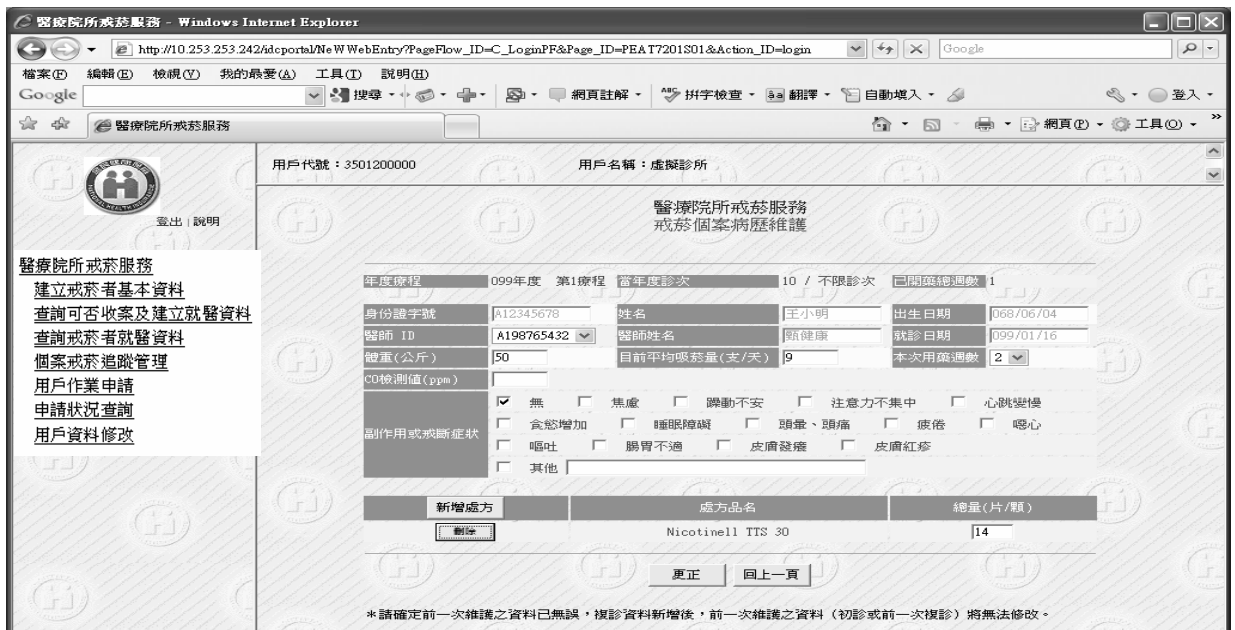 醫療院所戒菸服務 - Windows Internet Explorer
http://10.253.253.242/idcportal/NeWWebEntry?PageFlow_ID=C_LoginPF&Page_ID=PEAT7201S01&Action_ID=login
Google
檔案(F) 編輯(E) 檢視(V) 我的最愛(A) 工具(T) 說明(H)
Google 搜尋 網頁註解 ABC 拼字檢查 翻譯 自動填入 登入
醫療院所戒菸服務 網頁(P) 工具(O) »
用戶代號：3501200000 用戶名稱：虛擬診所
NATIONAL HEALTH INSURANCE
登出 | 說明
醫療院所戒菸服務
建立戒菸者基本資料
查詢可否收案及建立就醫資料
查詢戒菸者就醫資料
個案戒菸追蹤管理
用戶作業申請
申請狀況查詢
用戶資料修改
醫療院所戒菸服務
戒菸個案病歷維護
年度療程 099年度 第1療程 當年度診次 10 / 不限診次 已開藥總週數 1
身份證字號 A12345678 姓名 王小明 出生日期 068/06/04
醫師 ID A198765432 醫師姓名 甄健康 就診日期 099/01/16
體重(公斤) 50 目前平均吸菸量(支/天) 9 本次用藥週數 2
CO檢測值(ppm)
副作用或戒斷症狀
無 焦慮 躁動不安 注意力不集中 心跳變慢
食慾增加 睡眠障礙 頭暈、頭痛 疲倦 噁心
嘔吐 腸胃不適 皮膚發癢 皮膚紅疹
其他
新增處方 處方品名 總量(片/顆)
刪除 Nicotinell TTS 30 14
更正 回上一頁
＊請確定前一次維護之資料已無誤，複診資料新增後，前一次維護之資料（初診或前一次複診）將無法修改。